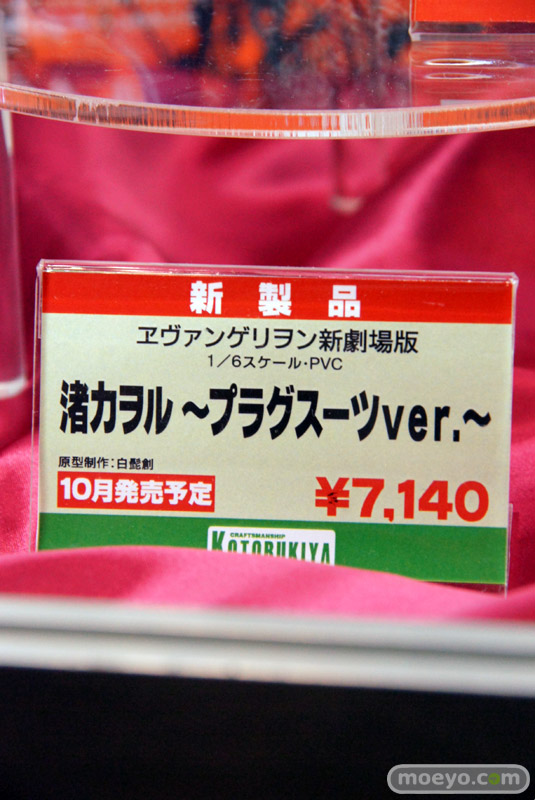 新製品
ヱヴァンゲリヲン新劇場版
1/6スケール・PVC
渚カヲル ～プラグスーツver.～
原型制作：白髭創
10月発売予定
¥7,140
CRAFTSMANSHIP
KOTOBUKIYA
moeyo.com